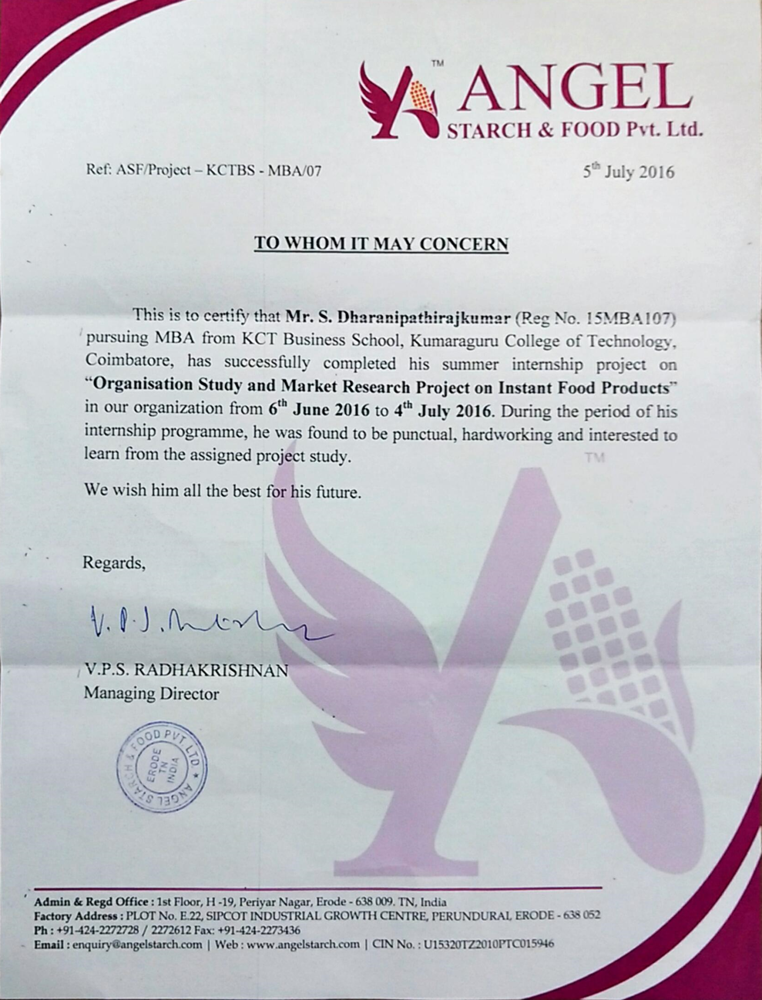 TM
ANGEL
STARCH & FOOD Pvt. Ltd.
Ref: ASF/Project – KCTBS - MBA/07
5th July 2016
TO WHOM IT MAY CONCERN
This is to certify that Mr. S. Dharanipathirajkumar (Reg No. 15MBA107)
pursuing MBA from KCT Business School, Kumaraguru College of Technology,
Coimbatore, has successfully completed his summer internship project on
“Organisation Study and Market Research Project on Instant Food Products”
in our organization from 6th June 2016 to 4th July 2016. During the period of his
internship programme, he was found to be punctual, hardworking and interested to
learn from the assigned project study.
TM
We wish him all the best for his future.
Regards,
V.P.S. RADHAKRISHNAN
Managing Director
ANGEL STARCH & FOOD PVT. LTD. ★
ERODE
TN
INDIA
Admin & Regd Office : 1st Floor, H -19, Periyar Nagar, Erode - 638 009. TN, India
Factory Address : PLOT No. E.22, SIPCOT INDUSTRIAL GROWTH CENTRE, PERUNDURAI, ERODE - 638 052
Ph : +91-424-2272728 / 2272612 Fax: +91-424-2273436
Email : enquiry@angelstarch.com | Web : www.angelstarch.com | CIN No. : U15320TZ2010PTC015946